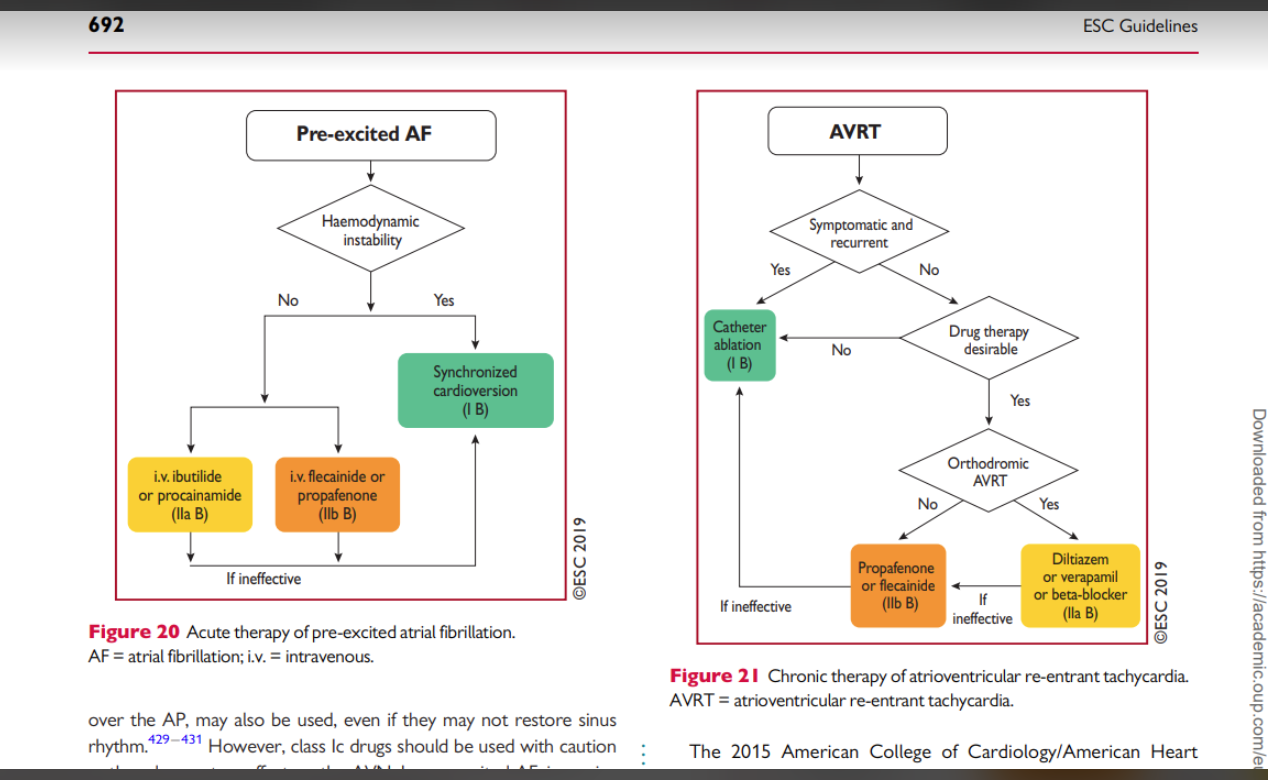 692
ESC Guidelines
Pre-excited AF
Haemodynamic
instability
No
Yes
Synchronized
cardioversion
(I B)
i.v. ibutilide
or procainamide
(IIa B)
i.v. flecainide or
propafenone
(IIb B)
If ineffective
©ESC 2019
Figure 20 Acute therapy of pre-excited atrial fibrillation.
AF = atrial fibrillation; i.v. = intravenous.
over the AP, may also be used, even if they may not restore sinus
rhythm.429–431 However, class Ic drugs should be used with caution
AVRT
Symptomatic and
recurrent
Yes
No
Catheter
ablation
(I B)
No
Drug therapy
desirable
Yes
Orthodromic
AVRT
No
Yes
Propafenone
or flecainide
(IIb B)
If
ineffective
Diltiazem
or verapamil
or beta-blocker
(IIa B)
If ineffective
©ESC 2019
Figure 21 Chronic therapy of atrioventricular re-entrant tachycardia.
AVRT = atrioventricular re-entrant tachycardia.
The 2015 American College of Cardiology/American Heart
Downloaded from https://academic.oup.com/eu